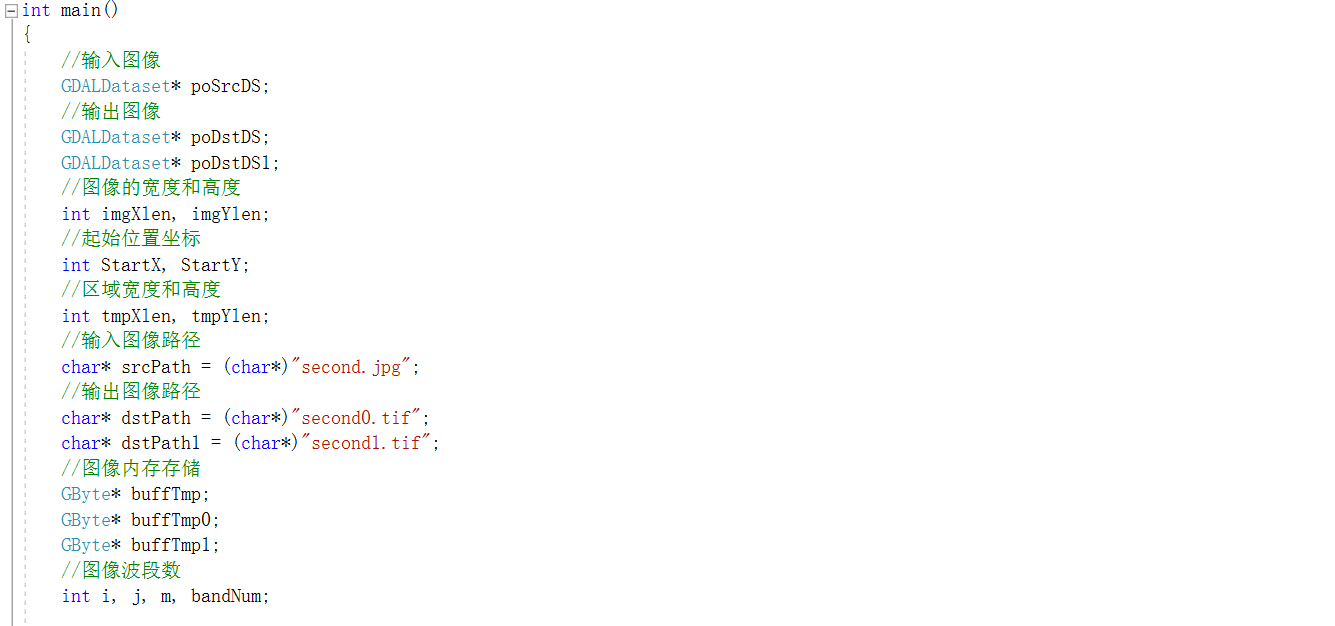 int main()
{
//输入图像
GDALDataset* poSrcDS;
//输出图像
GDALDataset* poDstDS;
GDALDataset* poDstDS1;
//图像的宽度和高度
int imgXlen, imgYlen;
//起始位置坐标
int StartX, StartY;
//区域宽度和高度
int tmpXlen, tmpYlen;
//输入图像路径
char* srcPath = (char*)"second.jpg";
//输出图像路径
char* dstPath = (char*)"second0.tif";
char* dstPath1 = (char*)"second1.tif";
//图像内存存储
GByte* buffTmp;
GByte* buffTmp0;
GByte* buffTmp1;
//图像波段数
int i, j, m, bandNum;